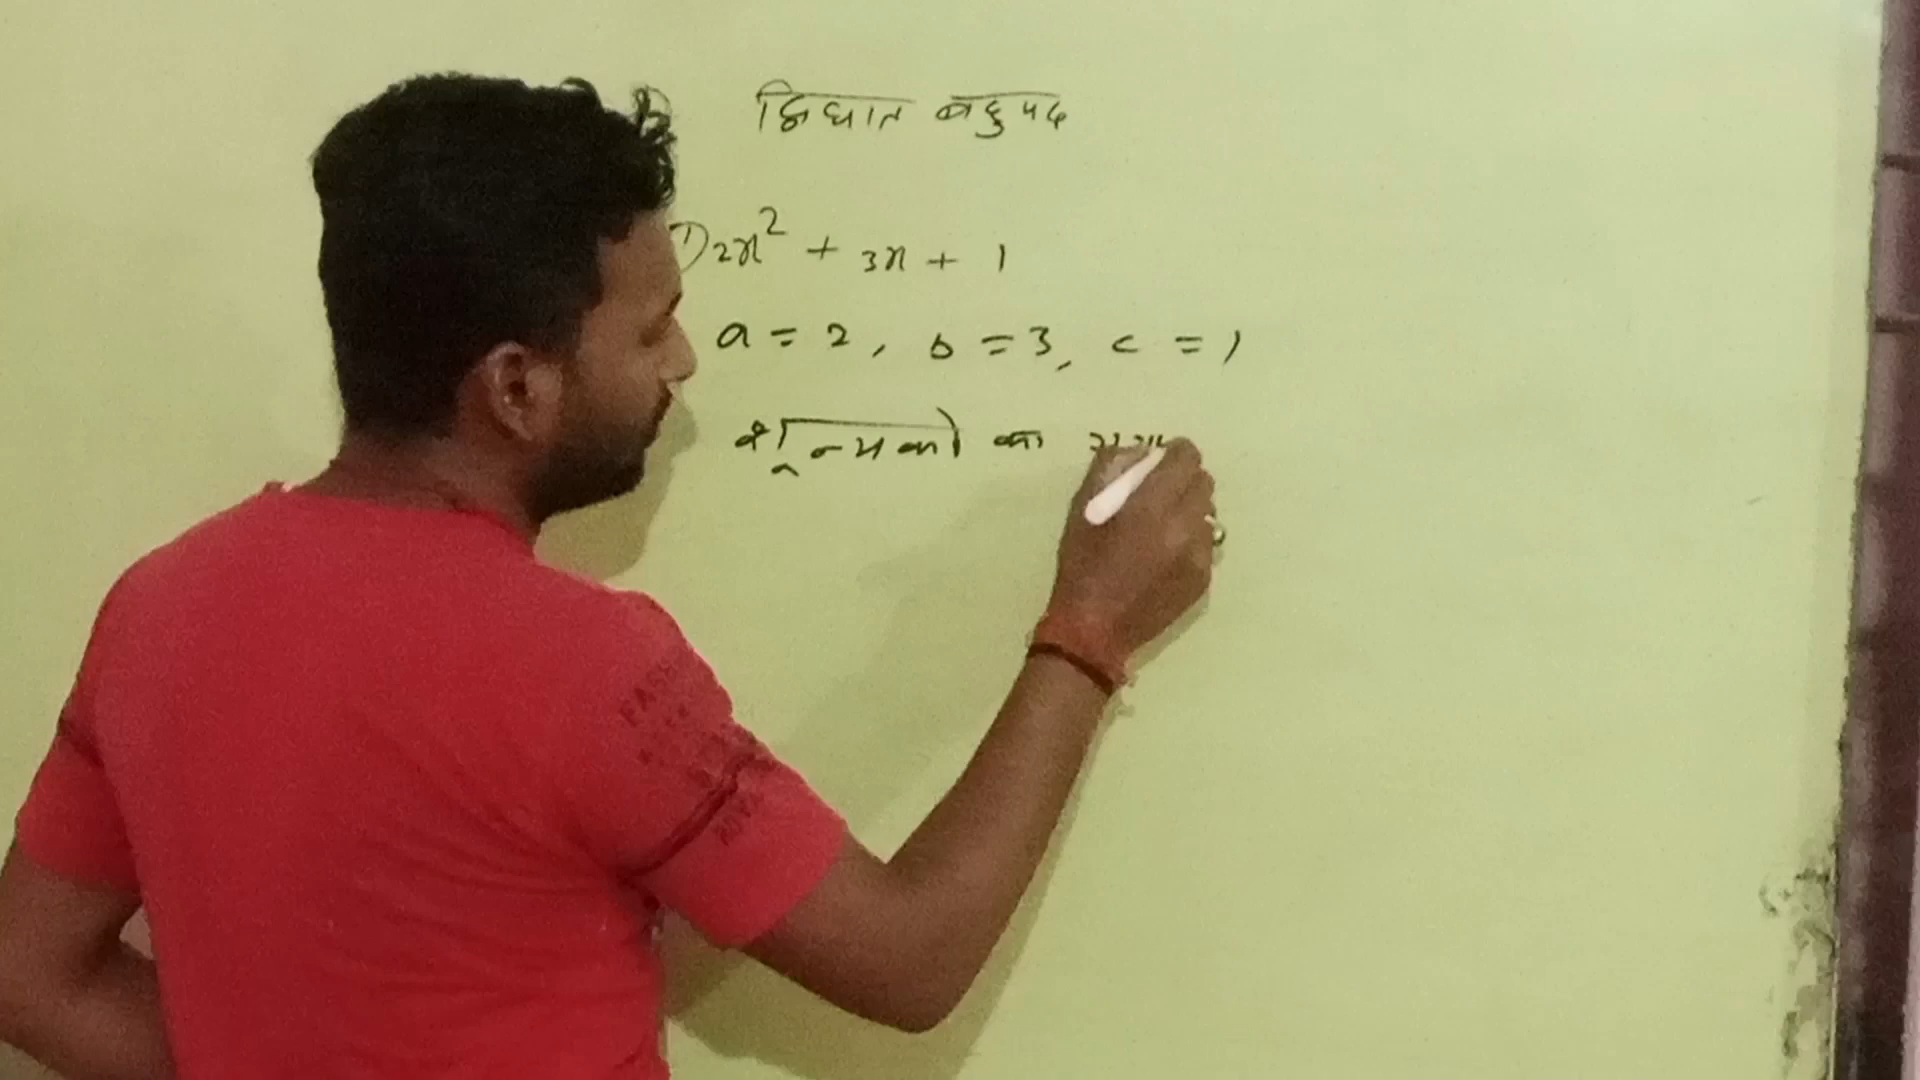 द्विघात बहुपद
1) 2x² + 3x + 1
a = 2, b = 3, c = 1
शून्यकों का